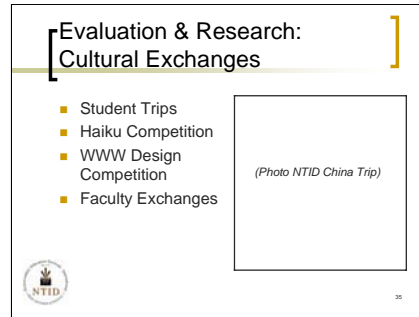 Evaluation & Research:
Cultural Exchanges
Student Trips
Haiku Competition
WWW Design
Competition
Faculty Exchanges
(Photo NTID China Trip)
NTID
35